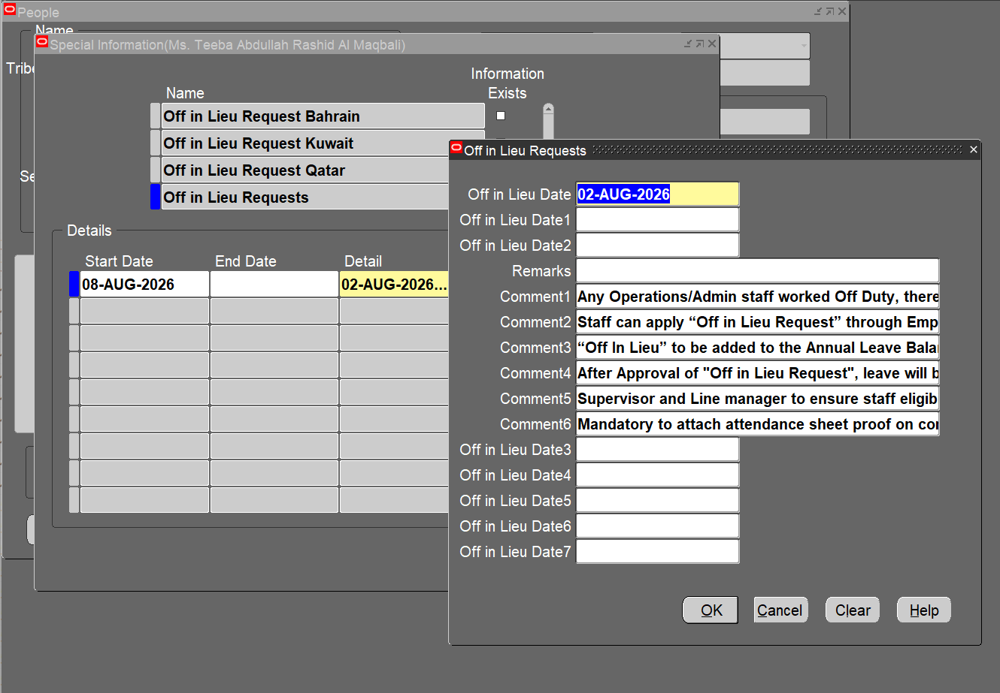 People
Name
Special Information(Ms. Teeba Abdullah Rashid Al Maqbali)
Tribe
Information
Name
Exists
Off in Lieu Request Bahrain
Off in Lieu Request Kuwait
Off in Lieu Request Qatar
Off in Lieu Requests
Details
Start Date End Date Detail
08-AUG-2026 02-AUG-2026...
Off in Lieu Requests
Off in Lieu Date 02-AUG-2026
Off in Lieu Date1
Off in Lieu Date2
Remarks
Comment1 Any Operations/Admin staff worked Off Duty, there
Comment2 Staff can apply “Off in Lieu Request” through Emp
Comment3 “Off In Lieu” to be added to the Annual Leave Bala
Comment4 After Approval of "Off in Lieu Request", leave will b
Comment5 Supervisor and Line manager to ensure staff eligib
Comment6 Mandatory to attach attendance sheet proof on co
Off in Lieu Date3
Off in Lieu Date4
Off in Lieu Date5
Off in Lieu Date6
Off in Lieu Date7
OK Cancel Clear Help